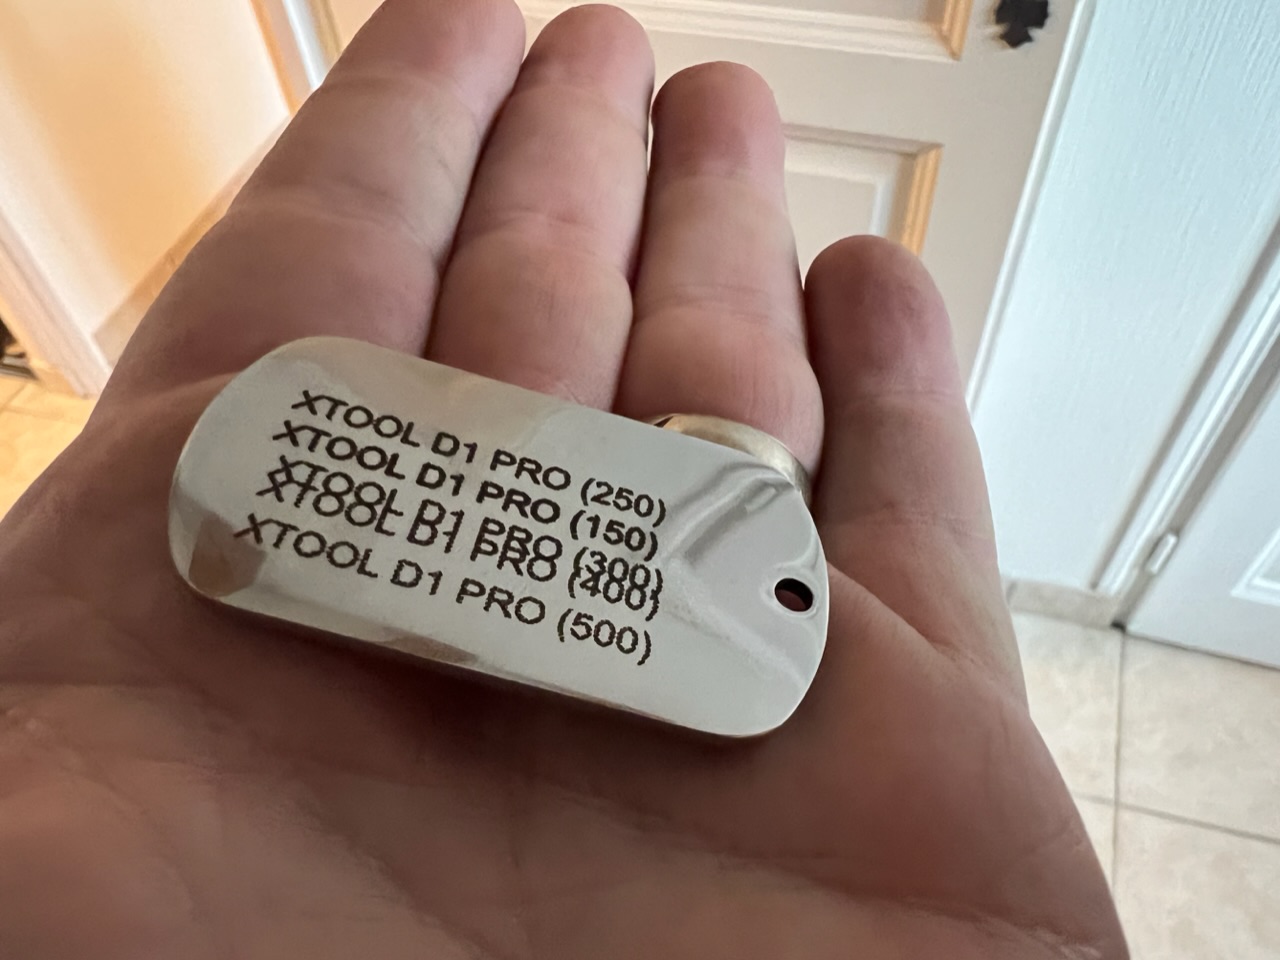 XTOOL D1 PRO (250)
XTOOL D1 PRO (150)
XTOOL D1 PRO (300)
XTOOL D1 PRO (400)
XTOOL D1 PRO (500)